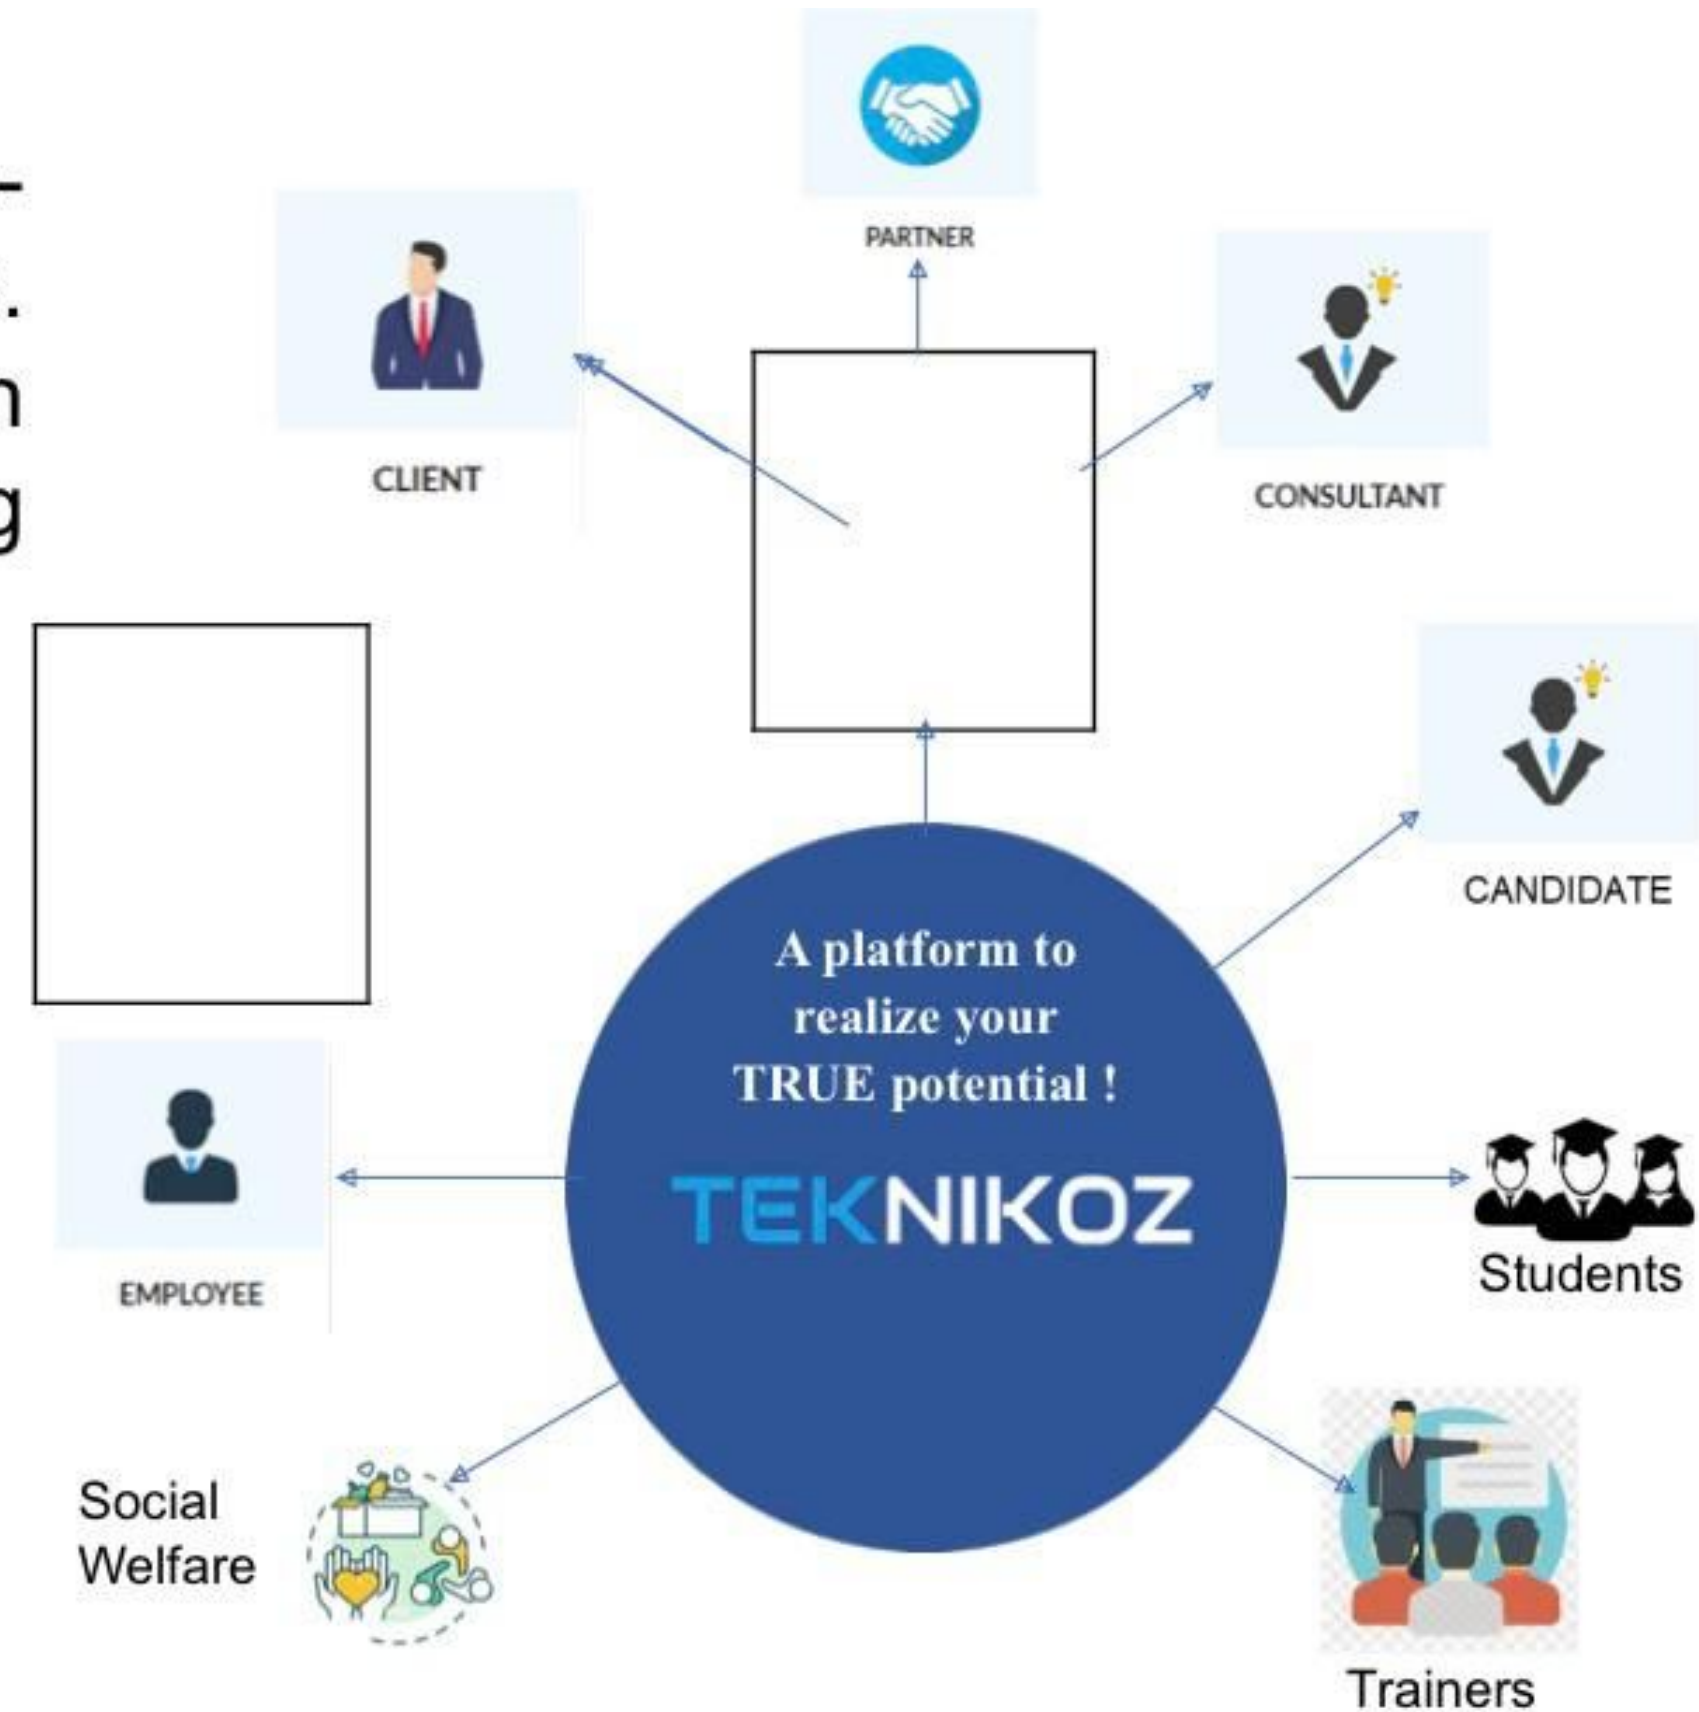 PARTNER
CLIENT
CONSULTANT
CANDIDATE
A platform to
realize your
TRUE potential !
TEKNIKOZ
EMPLOYEE
Students
Social
Welfare
Trainers